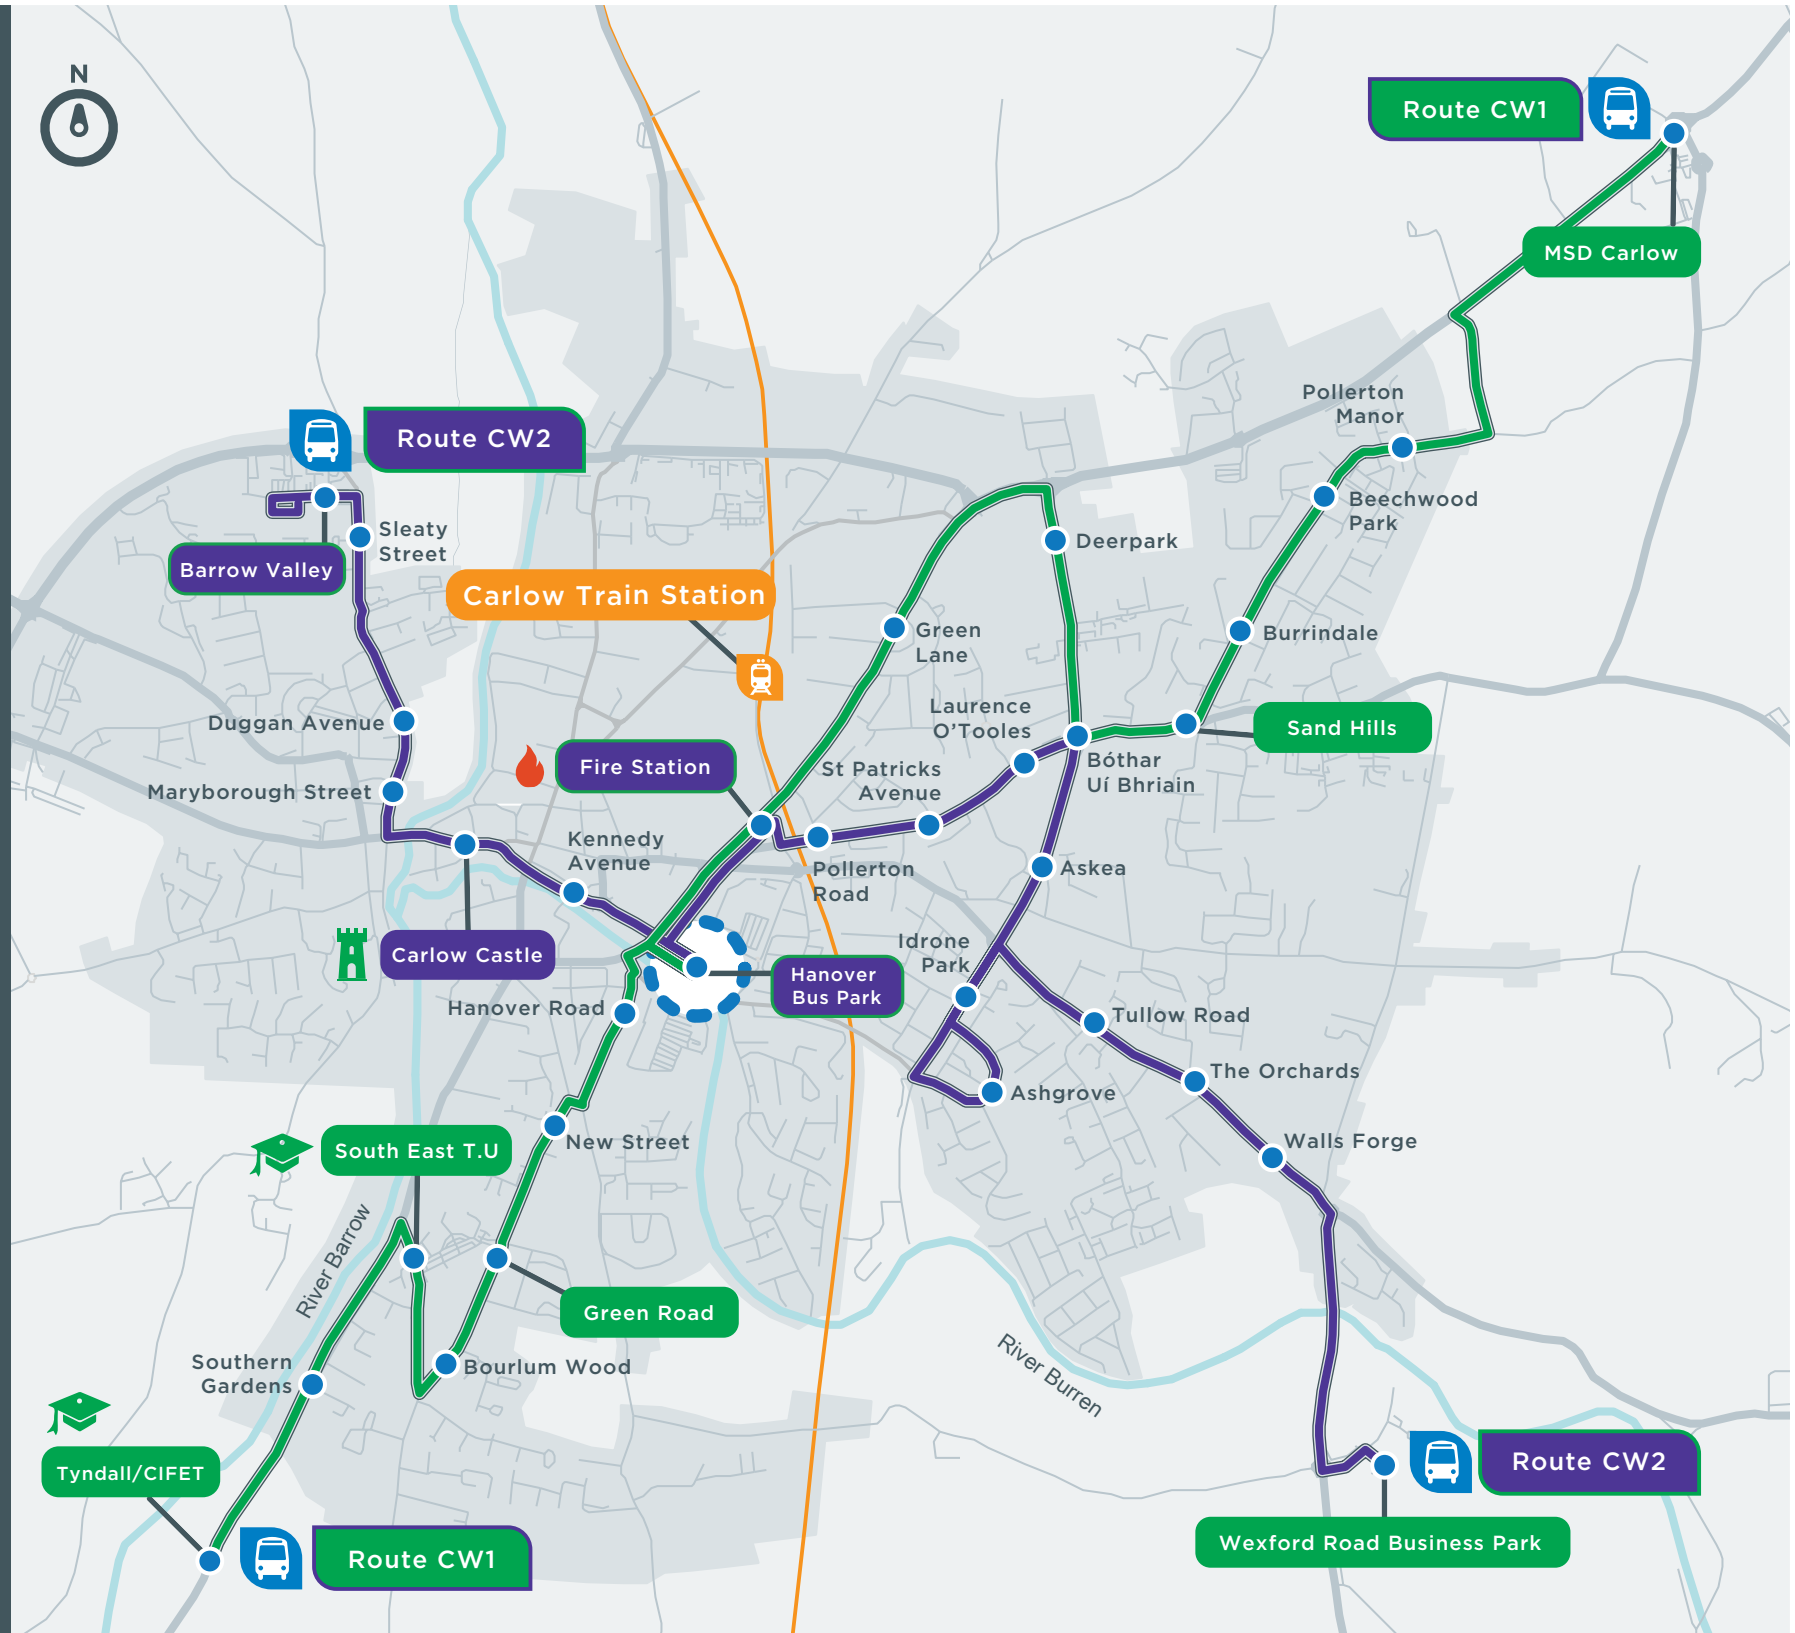 N
Route CW1
MSD Carlow
Pollerton
Manor
Route CW2
Beechwood
Park
Sleaty
Street
Deerpark
Barrow Valley
Carlow Train Station
Green
Lane
Burrindale
Duggan Avenue
Laurence
O'Tooles
Sand Hills
Fire Station
St Patricks
Avenue
Bóthar
Uí Bhriain
Maryborough Street
Kennedy
Avenue
Pollerton
Road
Askea
Carlow Castle
Idrone
Park
Hanover
Bus Park
Hanover Road
Tullow Road
The Orchards
Ashgrove
New Street
Walls Forge
South East T.U
River Barrow
Green Road
Southern
Gardens
Bourlum Wood
River Burren
Tyndall/CIFET
Route CW2
Wexford Road Business Park
Route CW1